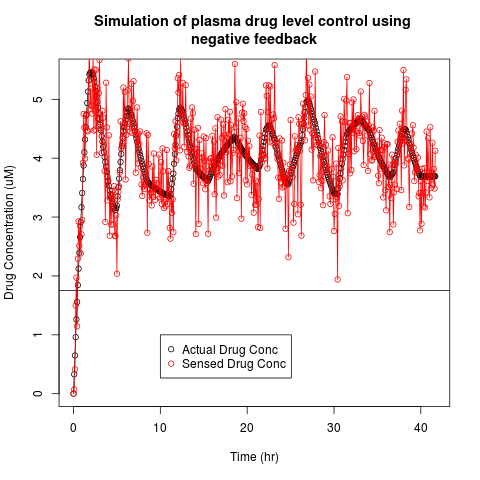 Simulation of plasma drug level control using
negative feedback
Drug Concentration (uM)
5
4
3
2
1
0
Actual Drug Conc
Sensed Drug Conc
0 10 20 30 40
Time (hr)